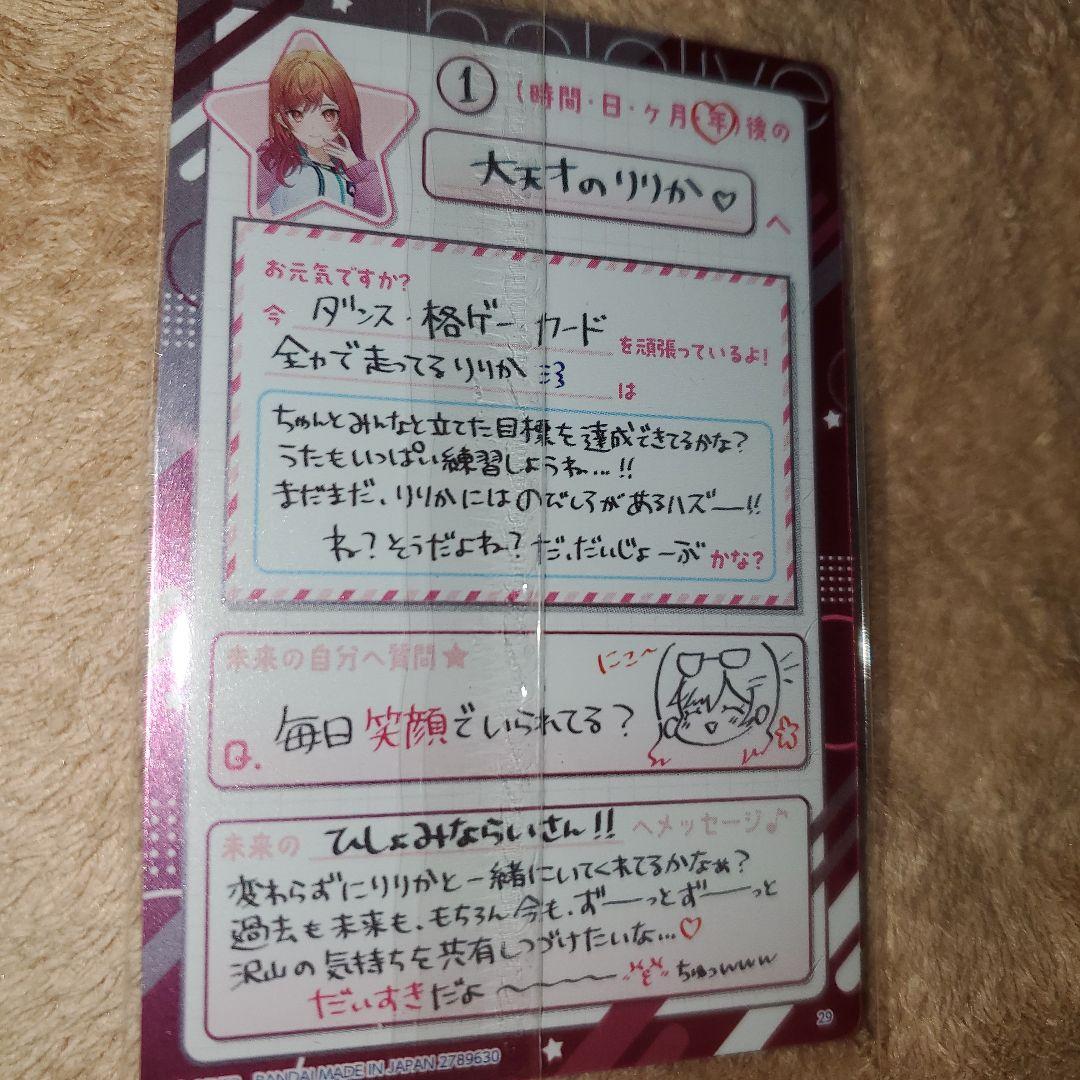 hololive
1 (時間・日・ヶ月・年)後の
大天才のりりか♡
へ
お元気ですか?
今 ダンス・格ゲー・カード
を頑張っているよ!
全力で走ってるりりか
は
ちゃんとみんなと立てた目標を達成できてるかな?
うたもいっぱい練習しようね...!!
まだまだ、りりかにはのびしろがあるハズー!!
ね?そうだよね?だ、だいじょーぶ かな?
未来の自分へ質問★
にこ〜
Q. 毎日笑顔でいられてる?
未来の ひしょみならいさん!! へメッセージ♪
変わらずにりりかと一緒にいてくれてるかなぁ?
過去も未来も、もちろん今も、ずーっとずーっと
沢山の気持ちを共有しつづけたいな...♡
だいすきだよ〜 ちゅっwww
29
BANDAI MADE IN JAPAN 2789630